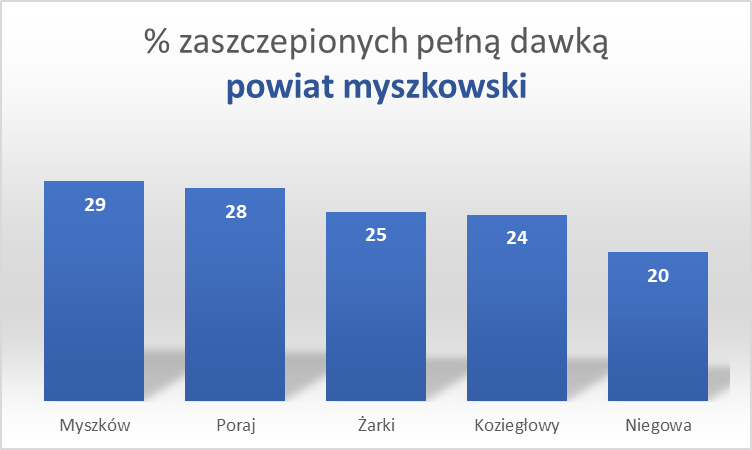 % zaszczepionych pełną dawką
powiat myszkowski
29
28
25
24
20
Myszków
Poraj
Żarki
Koziegłowy
Niegowa